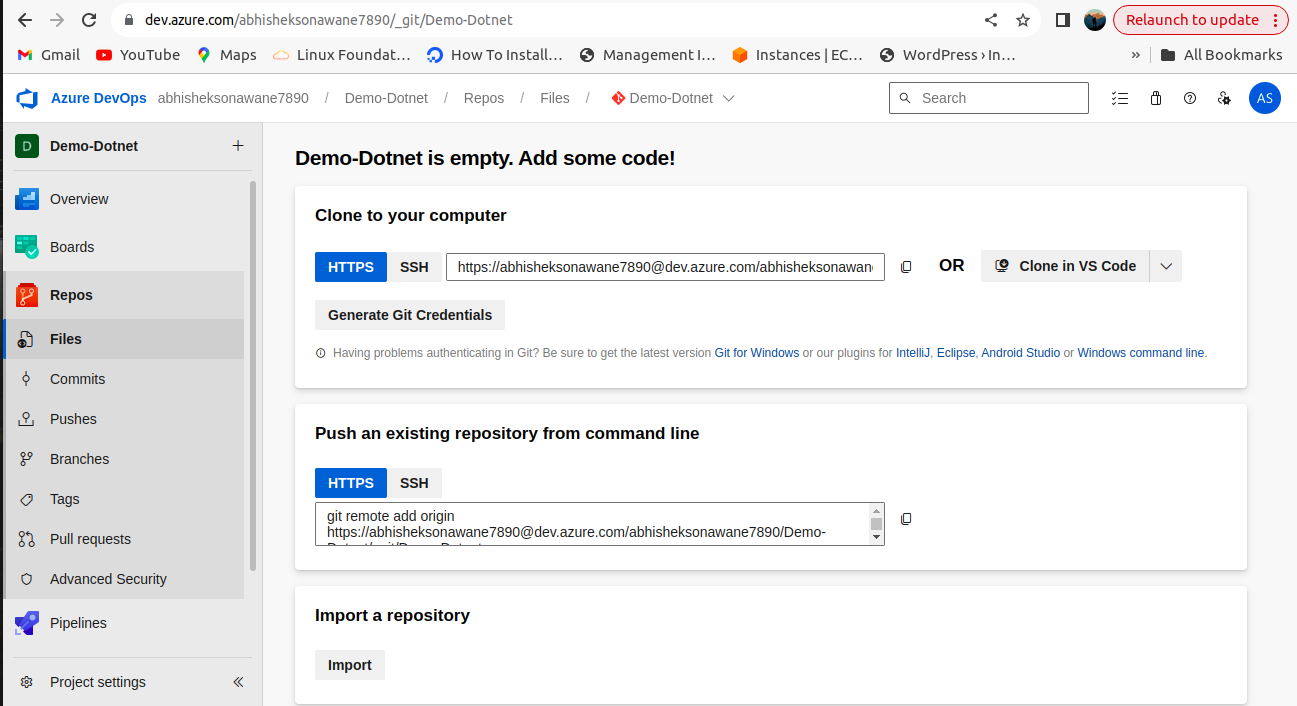 dev.azure.com/abhisheksonawane7890/_git/Demo-Dotnet
Relaunch to update
Gmail YouTube Maps Linux Foundat... How To Install... Management I... Instances | EC... WordPress › In... » All Bookmarks
Azure DevOps abhisheksonawane7890 / Demo-Dotnet / Repos / Files / Demo-Dotnet Search AS
D Demo-Dotnet +
Overview
Boards
Repos
Files
Commits
Pushes
Branches
Tags
Pull requests
Advanced Security
Pipelines
Project settings
Demo-Dotnet is empty. Add some code!
Clone to your computer
HTTPS SSH https://abhisheksonawane7890@dev.azure.com/abhisheksonawan OR Clone in VS Code
Generate Git Credentials
Having problems authenticating in Git? Be sure to get the latest version Git for Windows or our plugins for IntelliJ, Eclipse, Android Studio or Windows command line.
Push an existing repository from command line
HTTPS SSH
git remote add origin
https://abhisheksonawane7890@dev.azure.com/abhisheksonawane7890/Demo-
Import a repository
Import